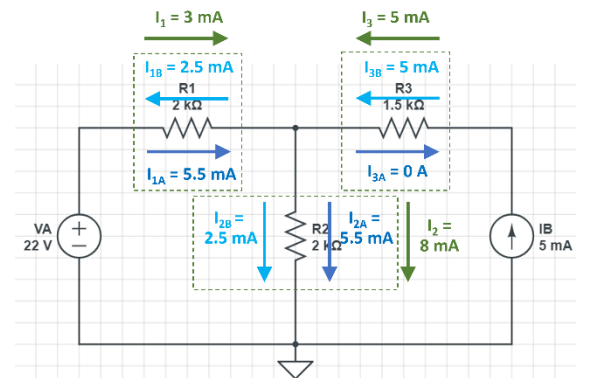 I₁ = 3 mA
I₃ = 5 mA
I₁B = 2.5 mA
I₃B = 5 mA
R1
2 kΩ
R3
1.5 kΩ
I₁A = 5.5 mA
I₃A = 0 A
VA
22 V
I₂B =
2.5 mA
R2
2 kΩ
I₂A =
5.5 mA
I₂ =
8 mA
IB
5 mA